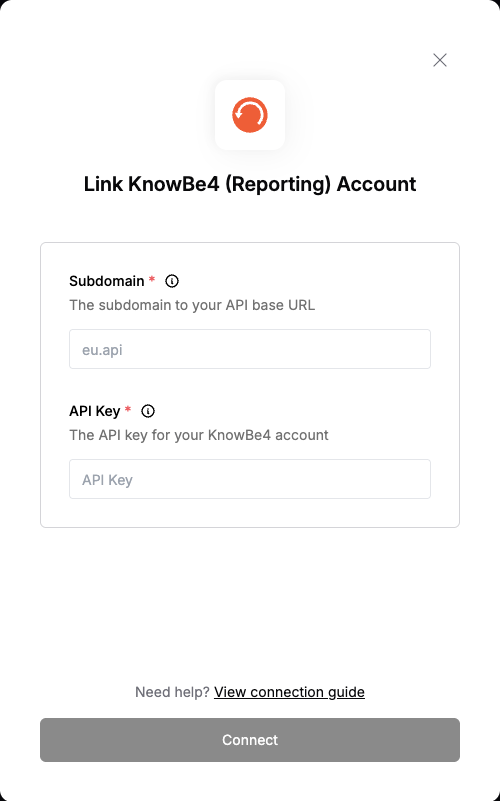 Link KnowBe4 (Reporting) Account
Subdomain *
The subdomain to your API base URL
eu.api
API Key *
The API key for your KnowBe4 account
API Key
Need help? View connection guide
Connect